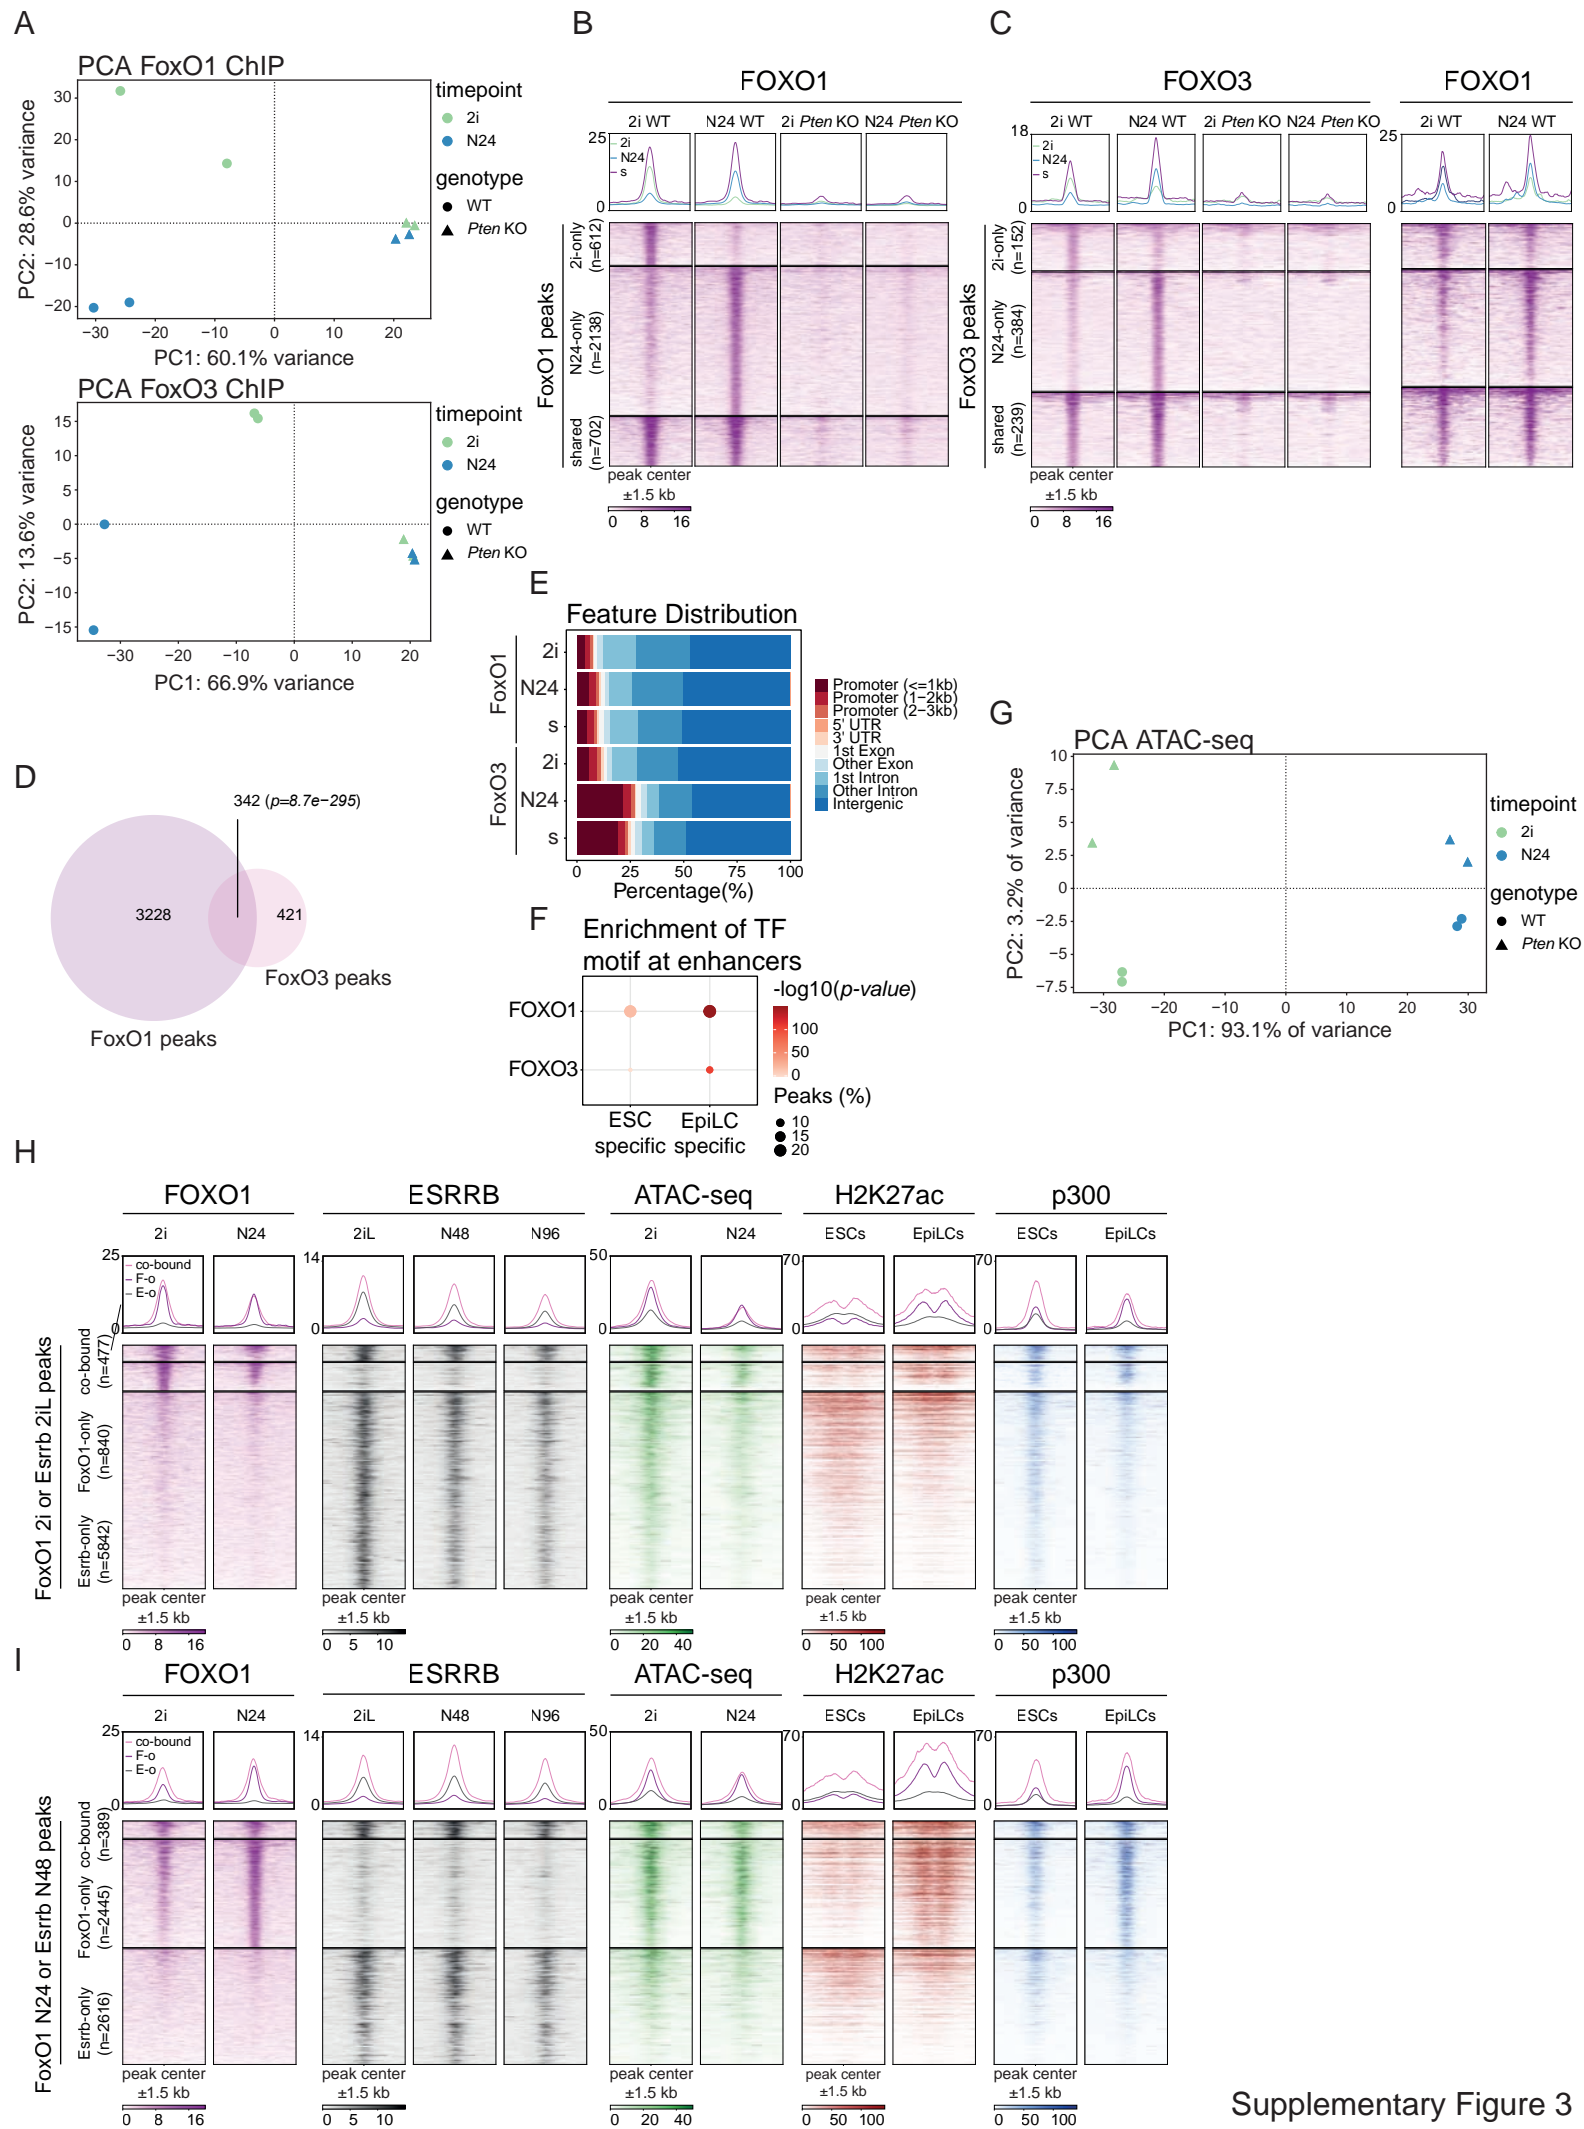 A
PCA FoxO1 ChIP
30
20
10
0
−10
−20
−30
−20
−10
0
10
20
PC2: 28.6% variance
PC1: 60.1% variance
timepoint
2i
N24
genotype
WT
Pten KO
PCA FoxO3 ChIP
15
10
5
0
−5
−10
−15
−30
−20
−10
0
10
20
PC2: 13.6% variance
PC1: 66.9% variance
timepoint
2i
N24
genotype
WT
Pten KO
B
FOXO1
2i WT
N24 WT
2i Pten KO
N24 Pten KO
25
0
2i
N24
s
FoxO1 peaks
2i-only
(n=612)
N24-only
(n=2138)
shared
(n=702)
peak center
±1.5 kb
0 8 16
C
FOXO3
FOXO1
2i WT
N24 WT
2i Pten KO
N24 Pten KO
2i WT
N24 WT
18
0
2i
N24
s
25
0
FoxO3 peaks
2i-only
(n=152)
N24-only
(n=384)
shared
(n=239)
peak center
±1.5 kb
0 8 16
D
342 (p=8.7e−295)
3228
421
FoxO3 peaks
FoxO1 peaks
E
Feature Distribution
FoxO1
2i
N24
s
FoxO3
2i
N24
s
0 25 50 75 100
Percentage(%)
Promoter (<=1kb)
Promoter (1−2kb)
Promoter (2−3kb)
5' UTR
3' UTR
1st Exon
Other Exon
1st Intron
Other Intron
Intergenic
F
Enrichment of TF
motif at enhancers
FOXO1
FOXO3
ESC
specific
EpiLC
specific
-log10(p-value)
100
50
0
Peaks (%)
10
15
20
G
PCA ATAC-seq
10
7.5
5
2.5
0
−2.5
−5
−7.5
−30
−20
−10
0
10
20
30
PC2: 3.2% of variance
PC1: 93.1% of variance
timepoint
2i
N24
genotype
WT
Pten KO
H
FOXO1
ESRRB
ATAC-seq
H2K27ac
p300
2i
N24
2iL
N48
N96
2i
N24
ESCs
EpiLCs
ESCs
EpiLCs
25
0
co-bound
F-o
E-o
14
0
50
0
70
0
70
0
FoxO1 2i or Esrrb 2iL peaks
co-bound
(n=477)
FoxO1-only
(n=840)
Esrrb-only
(n=5842)
peak center
±1.5 kb
0 8 16
peak center
±1.5 kb
0 5 10
peak center
±1.5 kb
0 20 40
peak center
±1.5 kb
0 50 100
peak center
±1.5 kb
0 50 100
I
FOXO1
ESRRB
ATAC-seq
H2K27ac
p300
2i
N24
2iL
N48
N96
2i
N24
ESCs
EpiLCs
ESCs
EpiLCs
25
0
co-bound
F-o
E-o
14
0
50
0
70
0
70
0
FoxO1 N24 or Esrrb N48 peaks
co-bound
(n=389)
FoxO1-only
(n=2445)
Esrrb-only
(n=2616)
peak center
±1.5 kb
0 8 16
peak center
±1.5 kb
0 5 10
peak center
±1.5 kb
0 20 40
peak center
±1.5 kb
0 50 100
peak center
±1.5 kb
0 50 100
Supplementary Figure 3